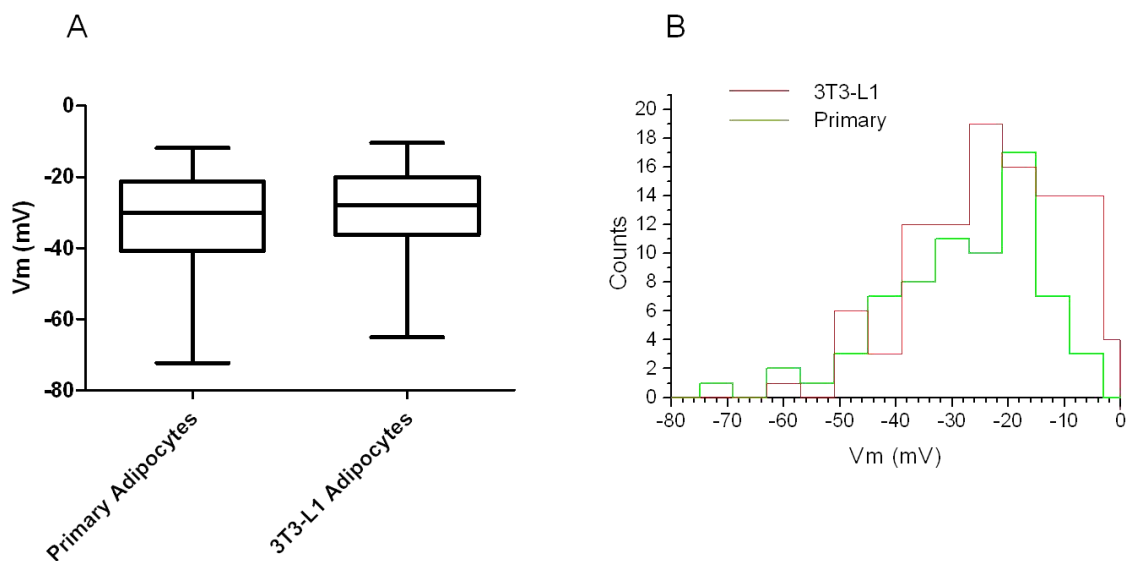 A
0
-20
-40
-60
-80
Vm (mV)
Primary Adipocytes
3T3-L1 Adipocytes
B
3T3-L1
Primary
20
18
16
14
12
10
8
6
4
2
0
Counts
-80 -70 -60 -50 -40 -30 -20 -10 0
Vm (mV)